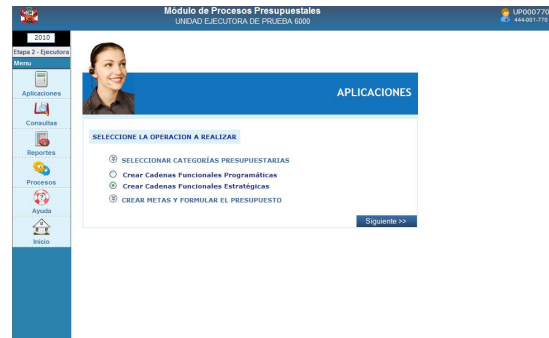 Módulo de Procesos Presupuestales
UNIDAD EJECUTORA DE PRUEBA 6000
UP000770
444-001-770
2010
Etapa 2 - Ejecutora
Menu
Aplicaciones
Consultas
Reportes
Procesos
Ayuda
Inicio
APLICACIONES
SELECCIONE LA OPERACION A REALIZAR
SELECCIONAR CATEGORÍAS PRESUPUESTARIAS
Crear Cadenas Funcionales Programáticas
Crear Cadenas Funcionales Estratégicas
CREAR METAS Y FORMULAR EL PRESUPUESTO
Siguiente >>